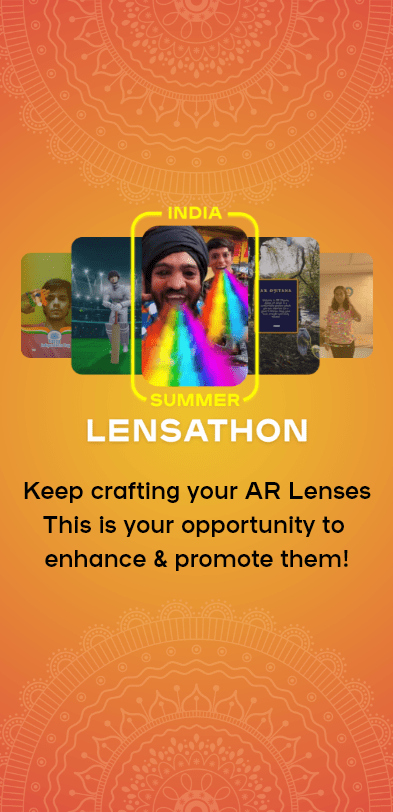 INDIA
SUMMER
LENSATHON
Keep crafting your AR Lenses
This is your opportunity to
enhance & promote them!